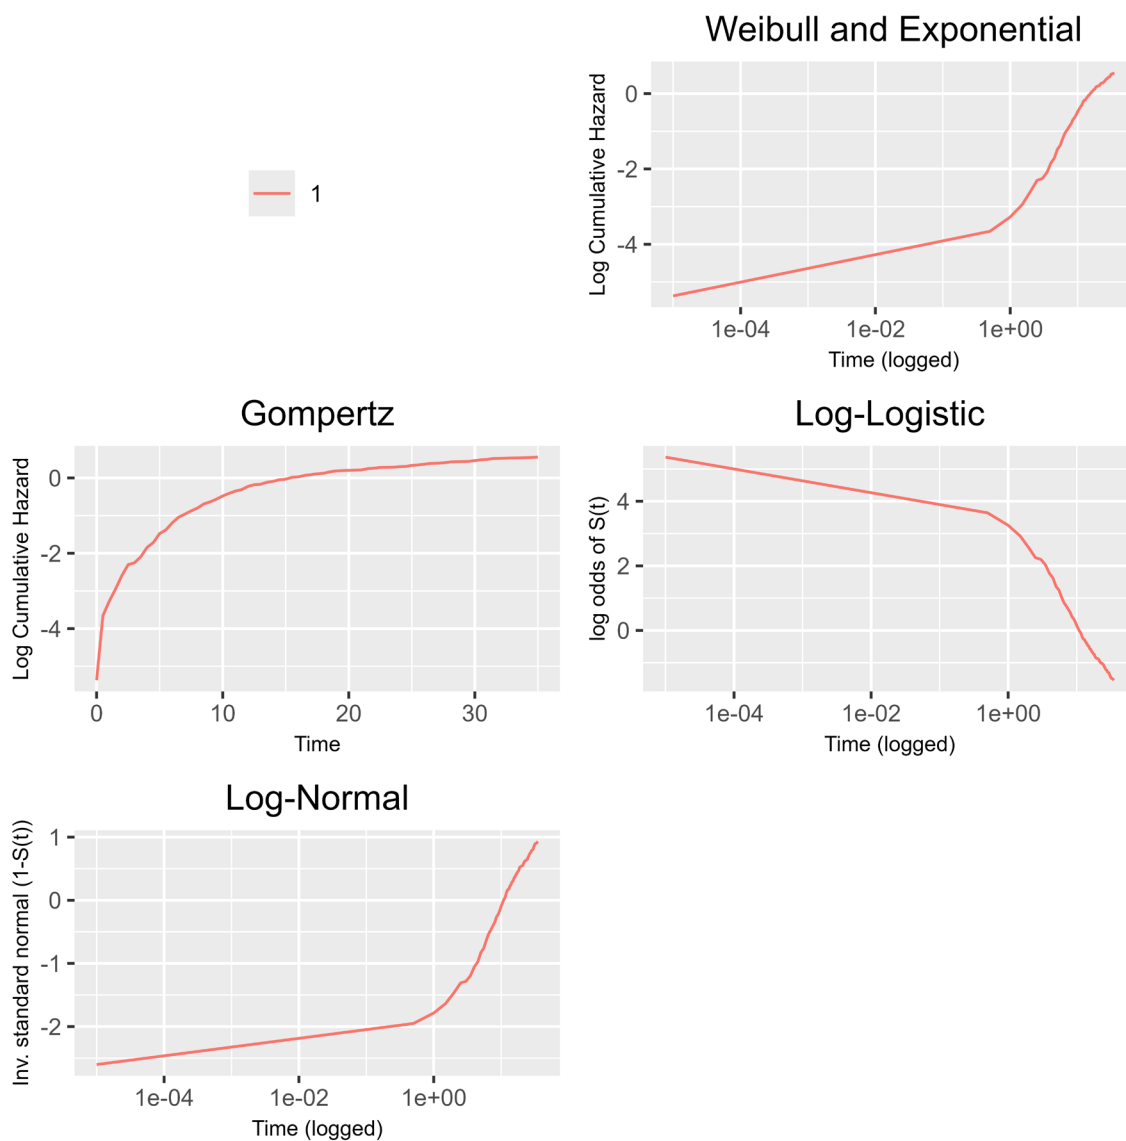 Weibull and Exponential
1
Log Cumulative Hazard
0
-2
-4
1e-04 1e-02 1e+00
Time (logged)
Gompertz
Log Cumulative Hazard
0
-2
-4
0 10 20 30
Time
Log-Logistic
log odds of S(t)
4
2
0
1e-04 1e-02 1e+00
Time (logged)
Log-Normal
Inv. standard normal (1-S(t))
1
0
-1
-2
1e-04 1e-02 1e+00
Time (logged)